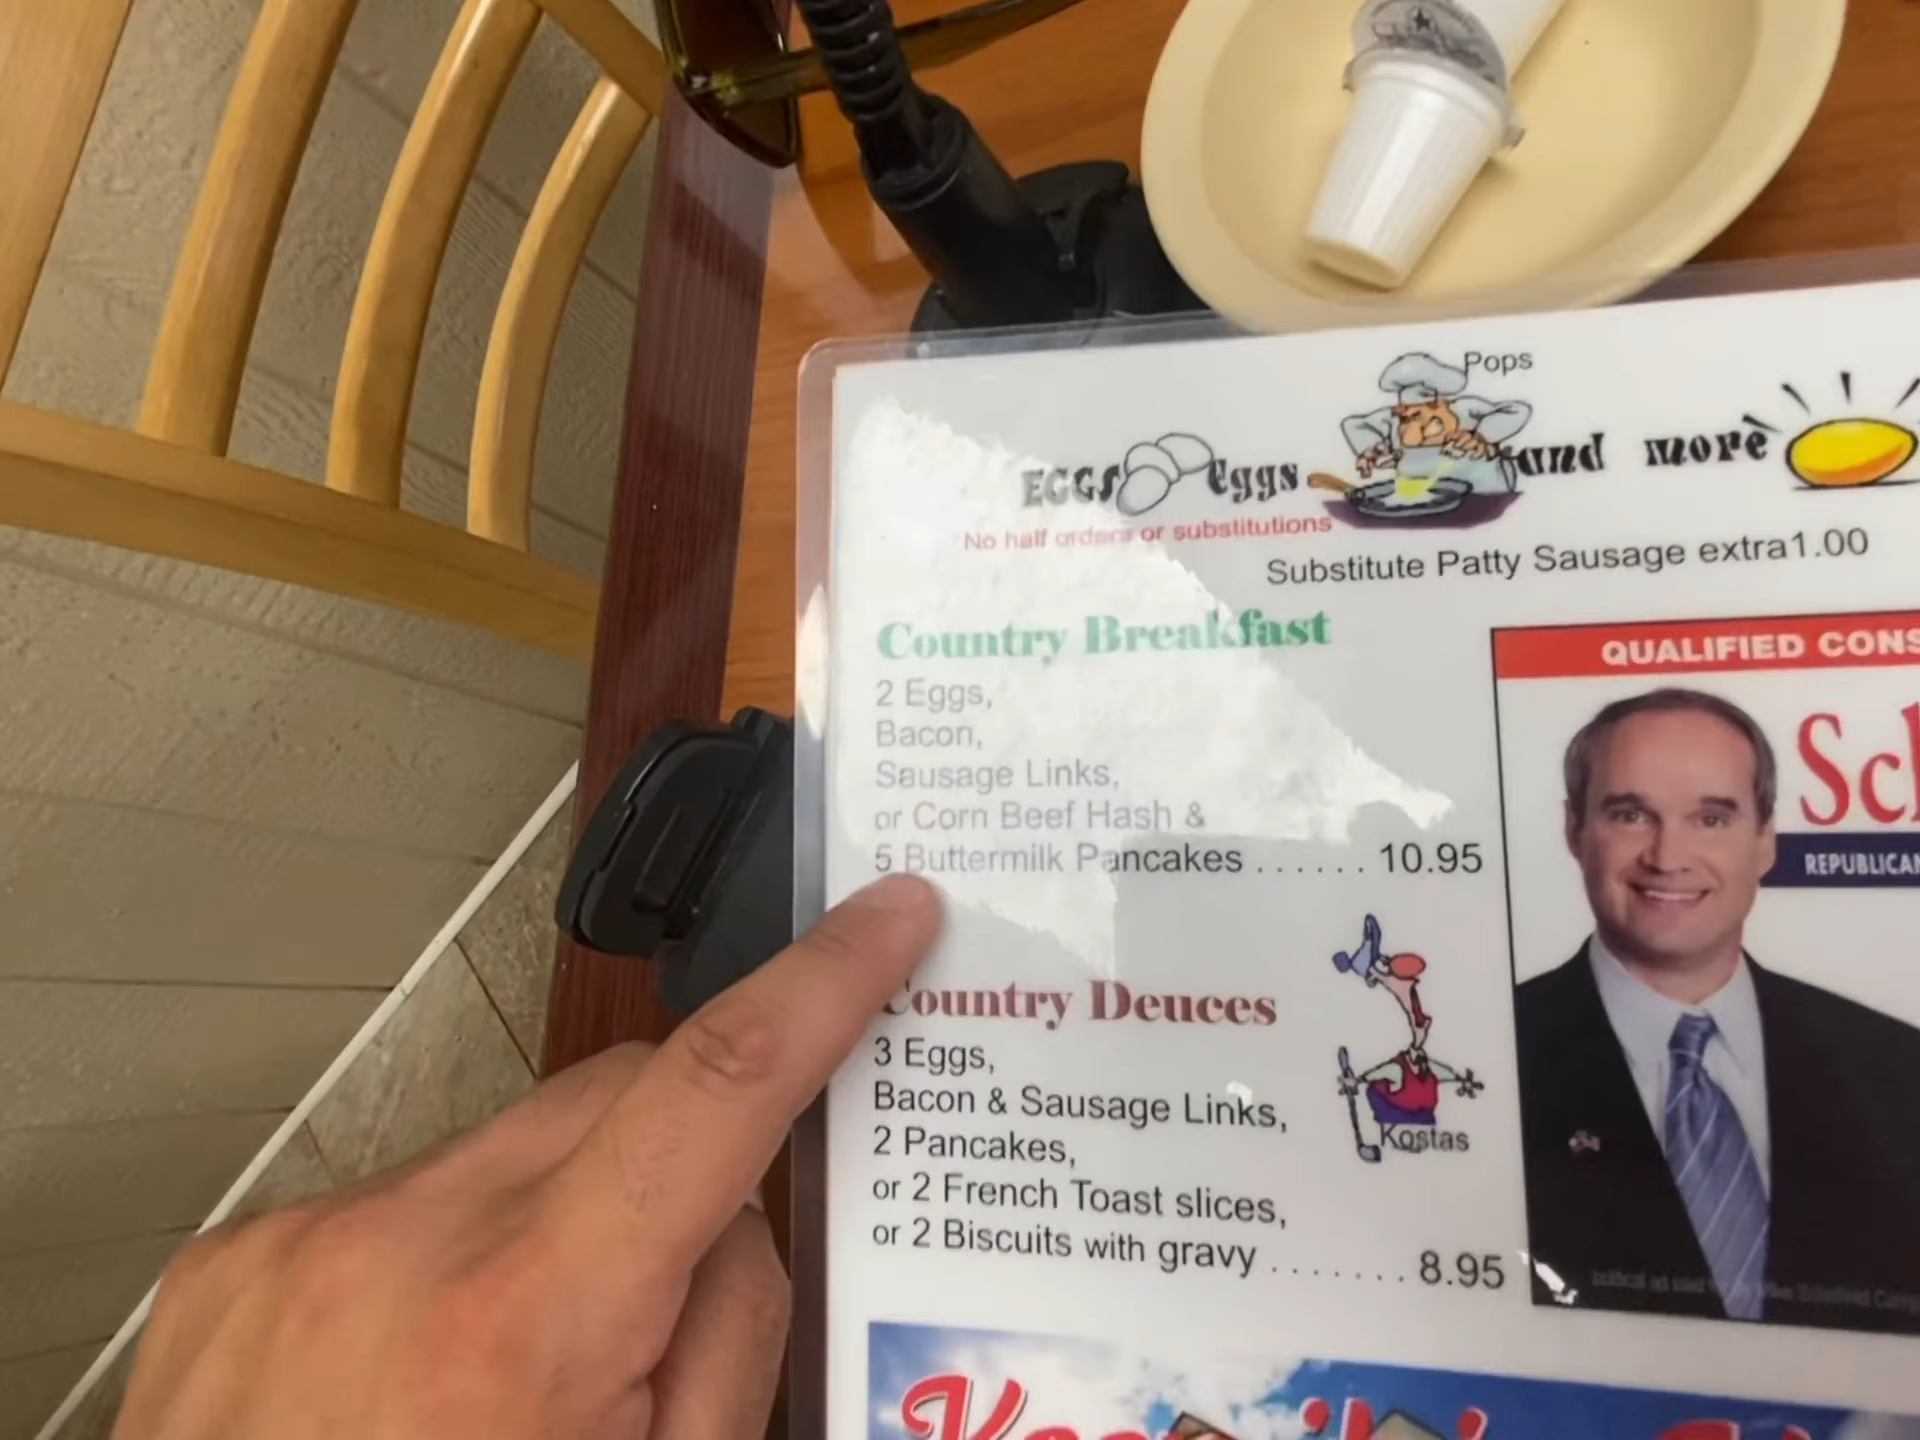 Pops
EGGS Eggs and more
*No half orders or substitutions
Substitute Patty Sausage extra1.00
Country Breakfast
2 Eggs,
Bacon,
Sausage Links,
or Corn Beef Hash &
5 Buttermilk Pancakes . . . . . . 10.95
Country Deuces
3 Eggs,
Bacon & Sausage Links,
2 Pancakes,
or 2 French Toast slices,
or 2 Biscuits with gravy . . . . . . . 8.95
Kostas
QUALIFIED CONS
Sch
REPUBLICAN
political ad paid